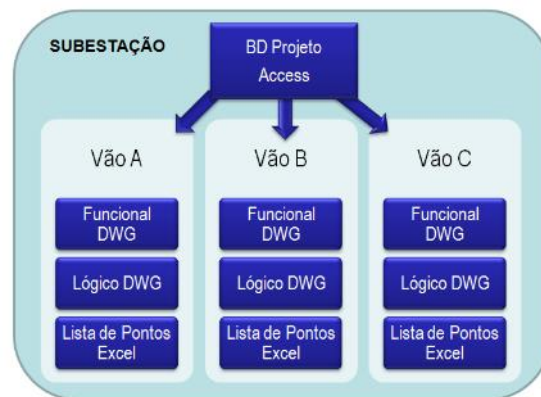 SUBESTAÇÃO
BD Projeto
Access
Vão A
Funcional
DWG
Lógico DWG
Lista de Pontos
Excel
Vão B
Funcional
DWG
Lógico DWG
Lista de Pontos
Excel
Vão C
Funcional
DWG
Lógico DWG
Lista de Pontos
Excel